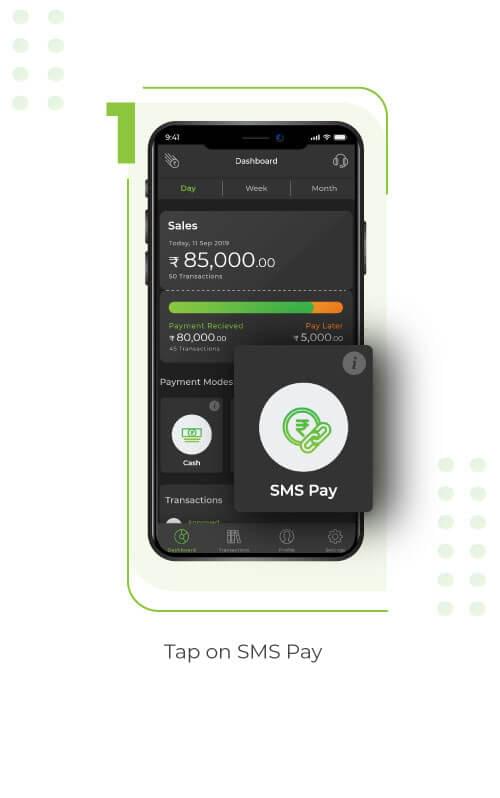 1
9:41
Dashboard
Day Week Month
Sales
Today, 11 Sep 2019
₹ 85,000.00
50 Transactions
Payment Recieved Pay Later
₹ 80,000.00 ₹ 5,000.00
45 Transactions
Payment Modes
i
i
Cash
SMS Pay
Transactions
Approved
Dashboard Transactions Profile Settings
Tap on SMS Pay